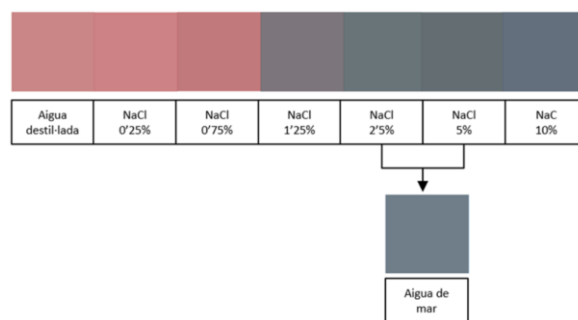 Aigua
destil·lada
NaCl
0'25%
NaCl
0'75%
NaCl
1'25%
NaCl
2'5%
NaCl
5%
NaC
10%
Aigua de
mar